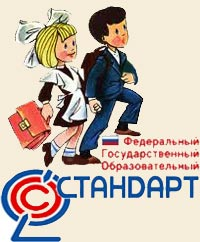 Федеральный
Государственный
Образовательный
СТАНДАРТ